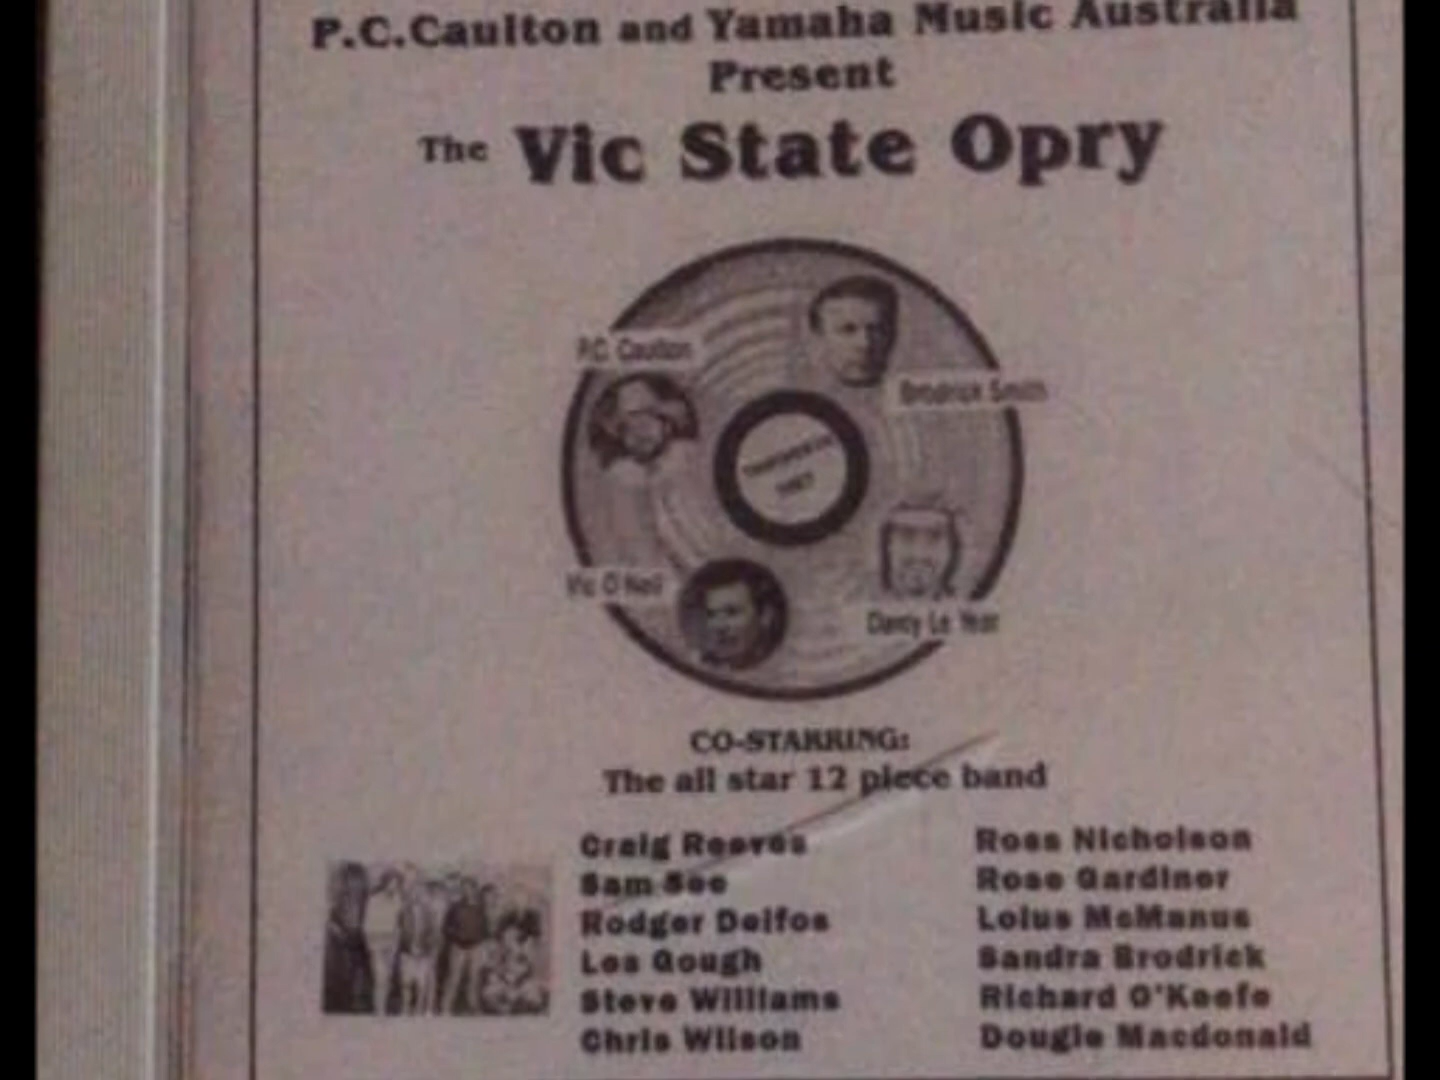 P.C.Caulton and Yamaha Music Australia
Present
The Vic State Opry
P.C. Caulton
Brodrick Smith
Vic O'Neil
Darcy Le Year
CO-STARRING:
The all star 12 piece band
Craig Reeves
Sam See
Rodger Delfos
Les Gough
Steve Williams
Chris Wilson
Ross Nicholson
Rose Gardiner
Loius McManus
Sandra Brodrick
Richard O'Keefe
Dougie Macdonald